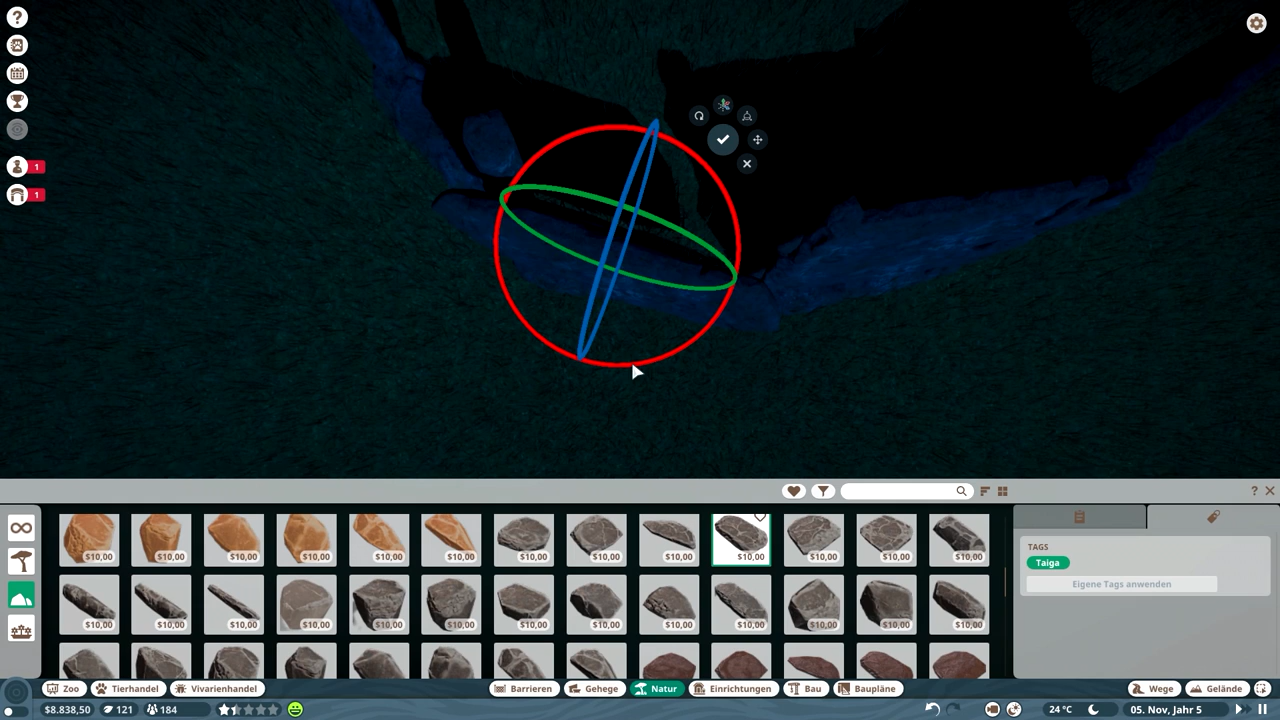 ?
1
1
? 
$10,00 $10,00 $10,00 $10,00 $10,00 $10,00 $10,00 $10,00 $10,00 $10,00 $10,00 $10,00 $10,00
TAGS
Taiga
Eigene Tags anwenden
$10,00 $10,00 $10,00 $10,00 $10,00 $10,00 $10,00 $10,00 $10,00 $10,00 $10,00 $10,00 $10,00
Zoo Tierhandel Vivarienhandel Barrieren Gehege Natur Einrichtungen Bau Baupläne Wege Gelände
$8.838,50 121 184 24 °C 05. Nov, Jahr 5